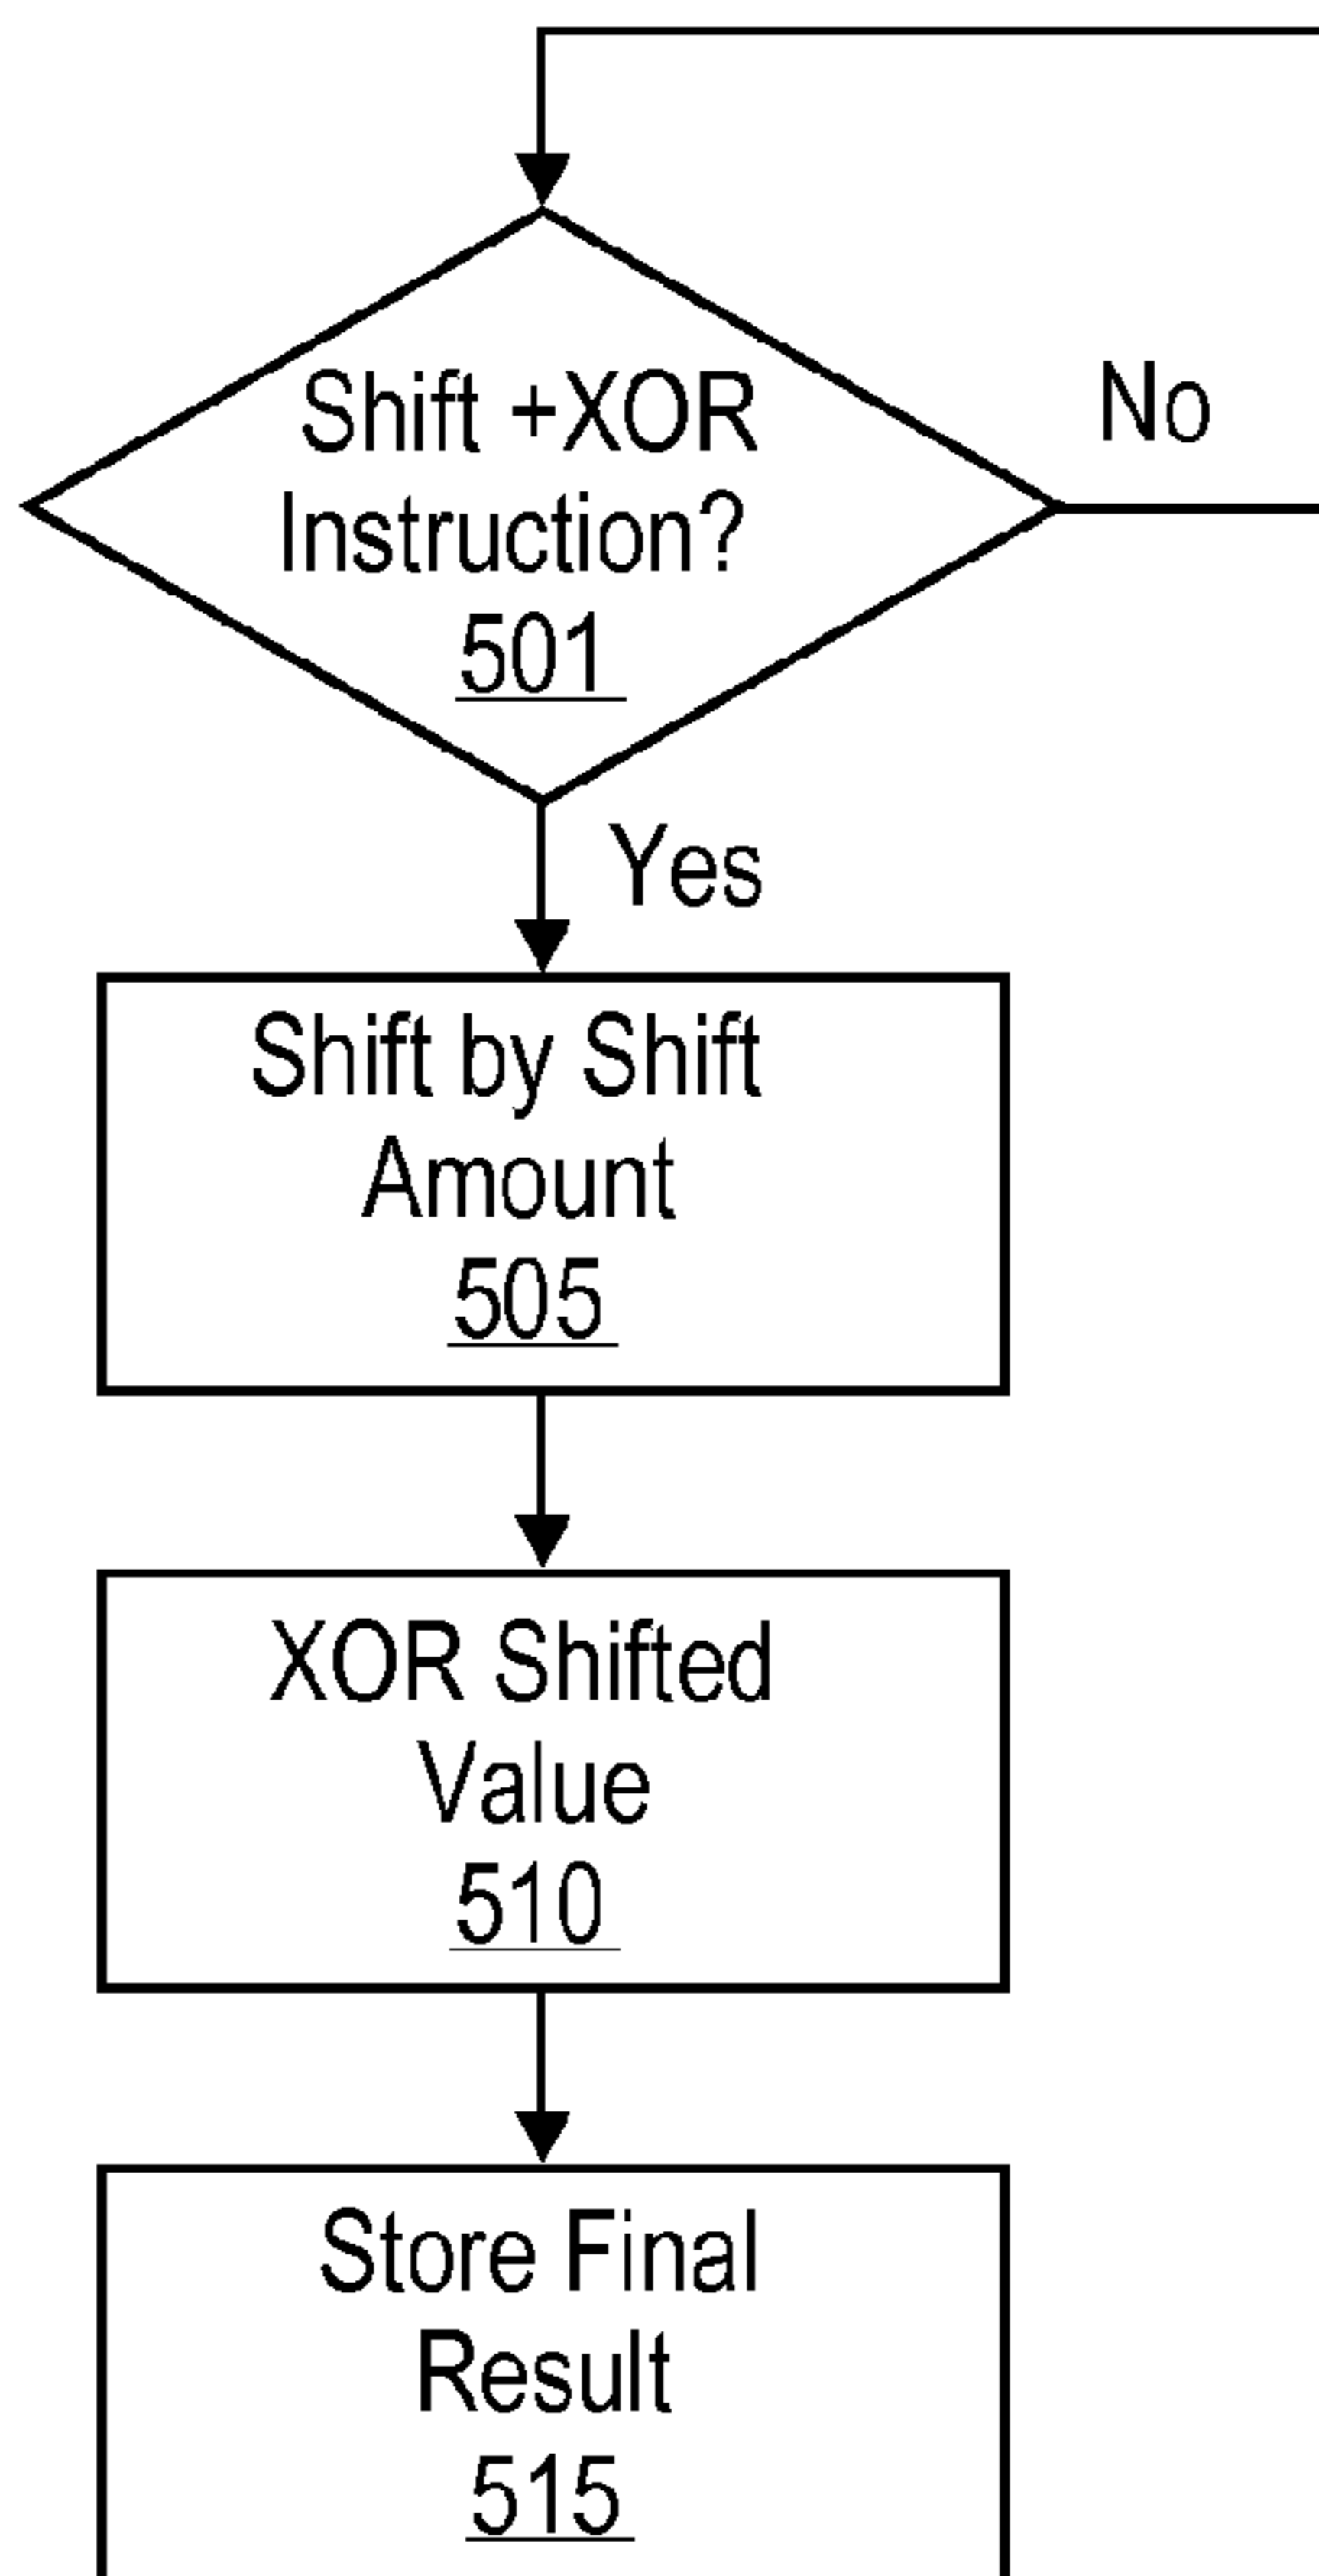 Shift +XOR
Instruction?
501
No
Yes
Shift by Shift
Amount
505
XOR Shifted
Value
510
Store Final
Result
515